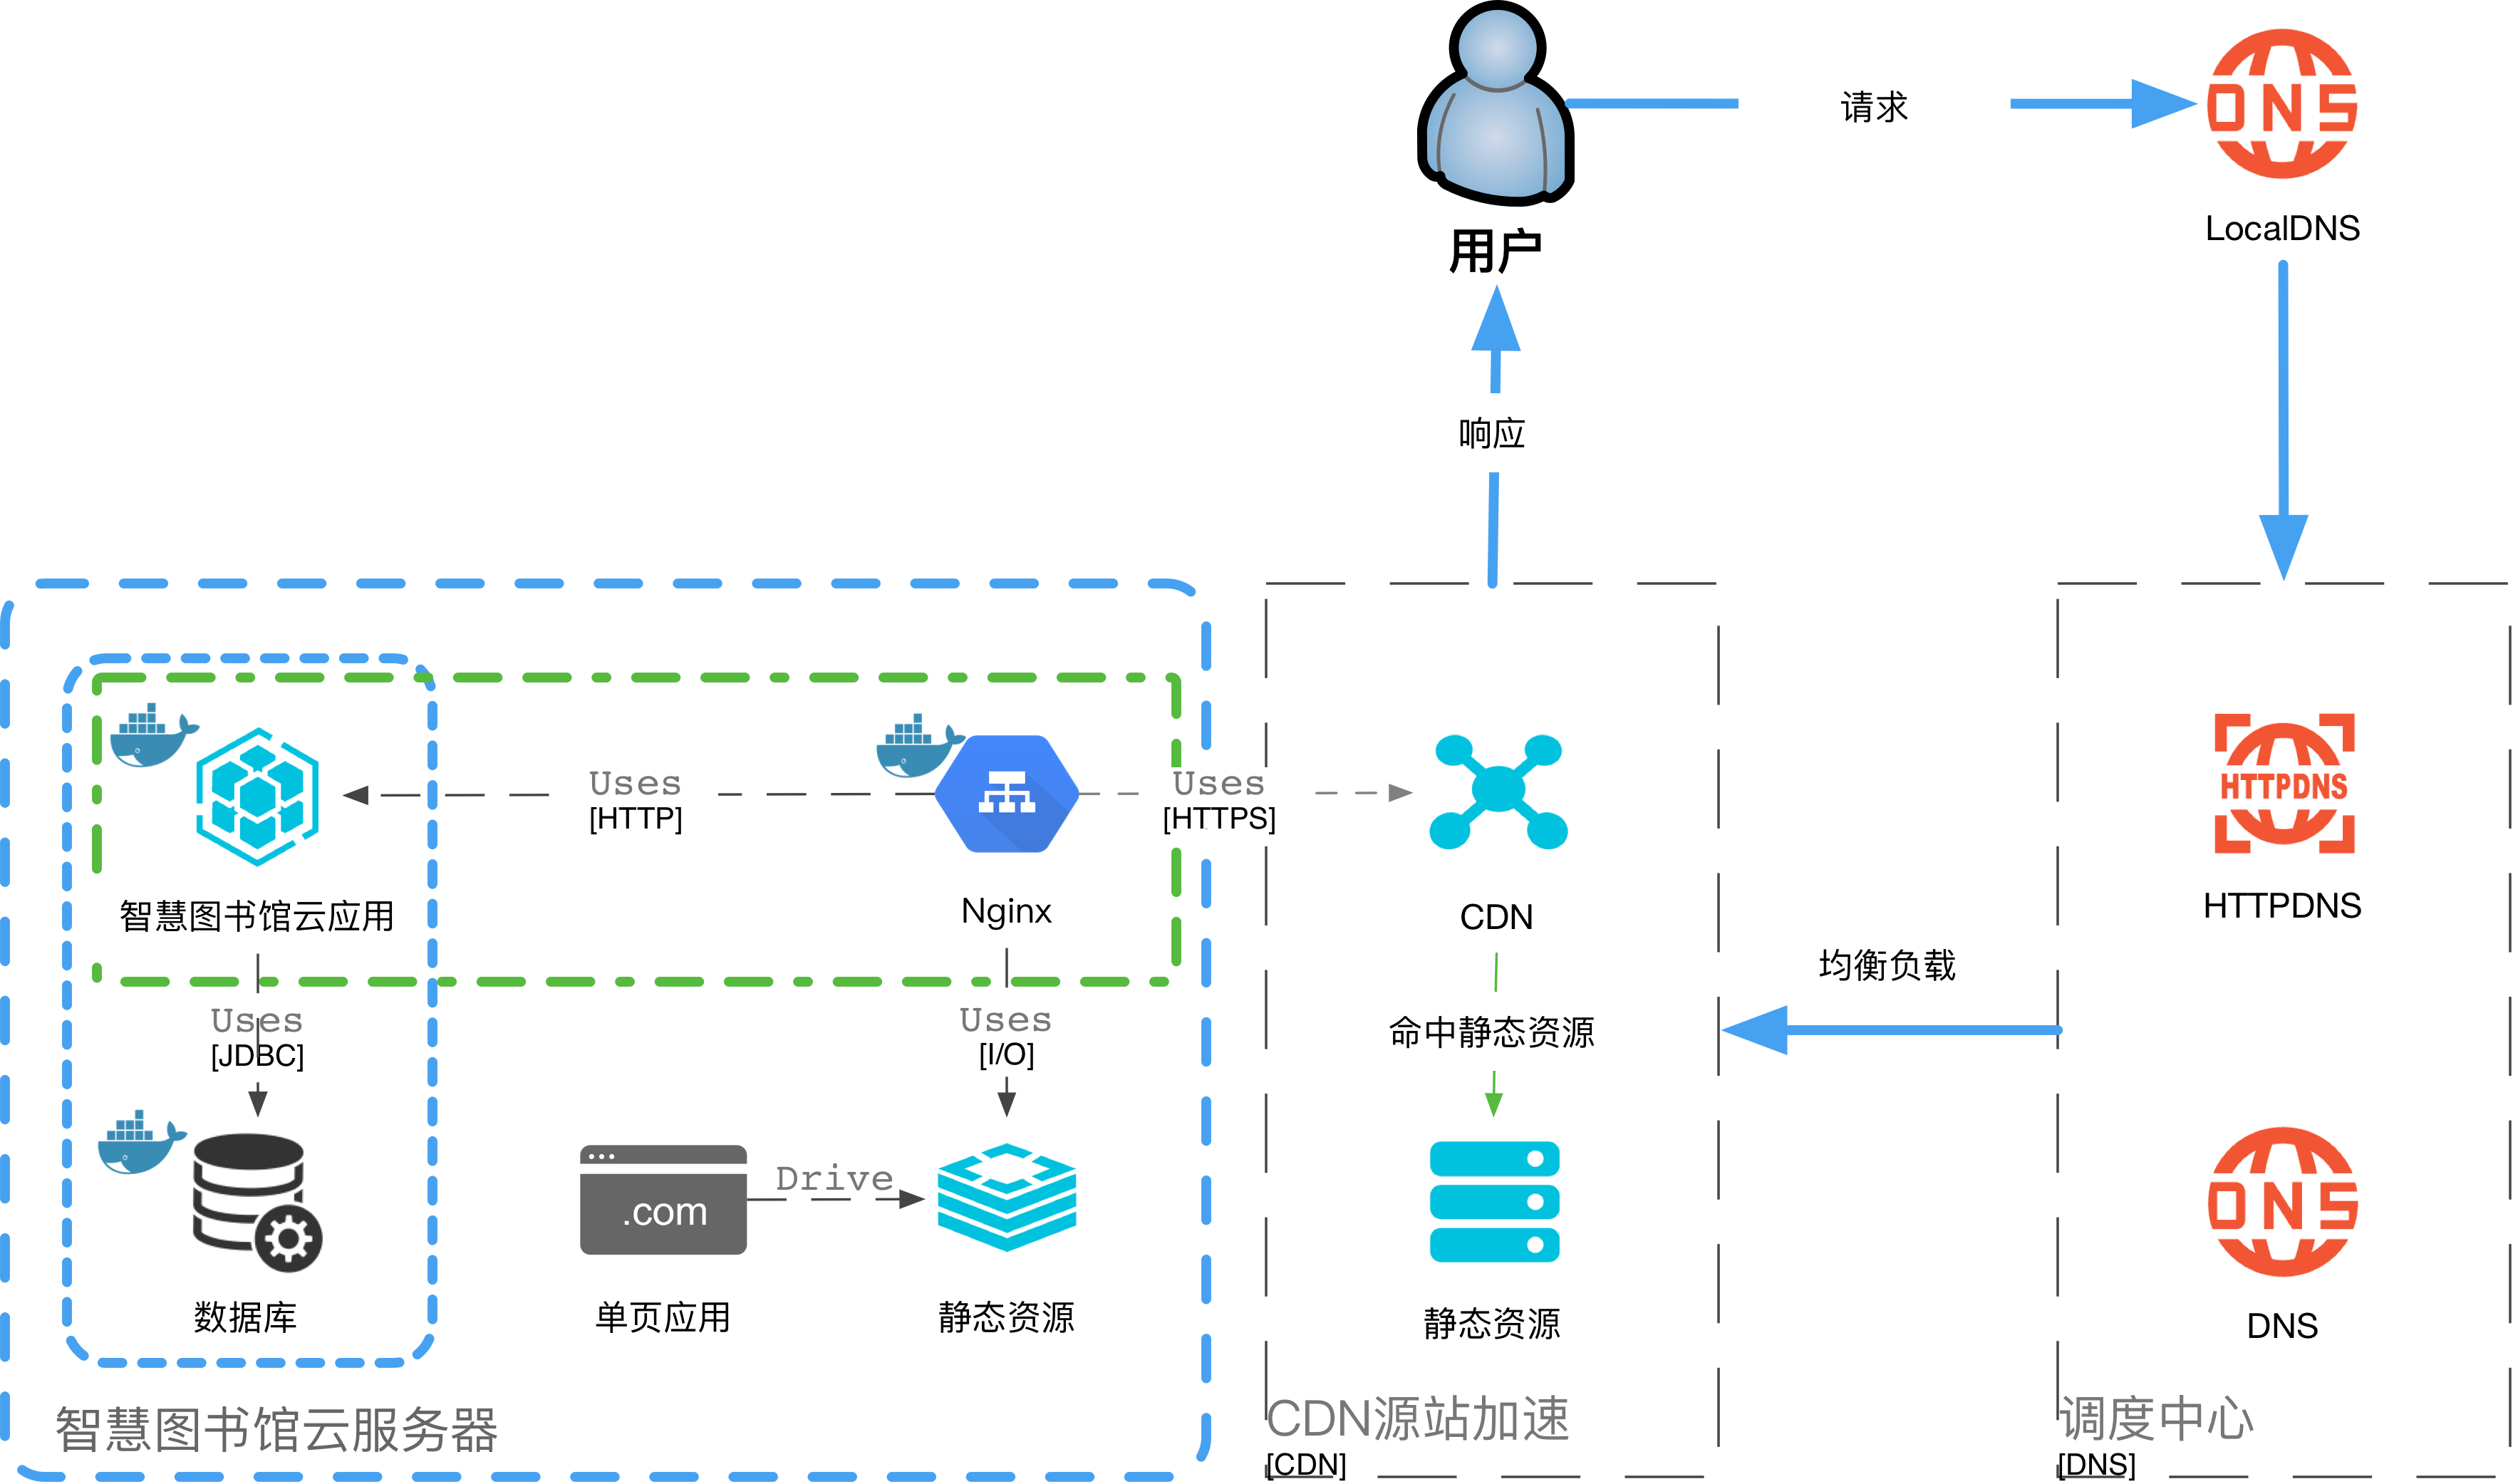 请求
DNS
LocalDNS
用户
响应
Uses
[HTTP]
Uses
[HTTPS]
HTTPDNS
智慧图书馆云应用
Nginx
CDN
HTTPDNS
均衡负载
Uses
[JDBC]
Uses
[I/O]
命中静态资源
.com
Drive
DNS
数据库
单页应用
静态资源
静态资源
DNS
智慧图书馆云服务器
CDN源站加速
[CDN]
调度中心
[DNS]